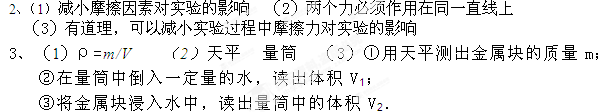 2、（1）减小摩擦因素对实验的影响　（2）两个力必须作用在同一直线上
（3）有道理，可以减小实验过程中摩擦力对实验的影响
3、（1）ρ=m/V　（2）天平　量筒　（3）①用天平测出金属块的质量 m；
②在量筒中倒入一定量的水，读出体积 V₁；
③将金属块浸入水中，读出量筒中的体积 V₂．